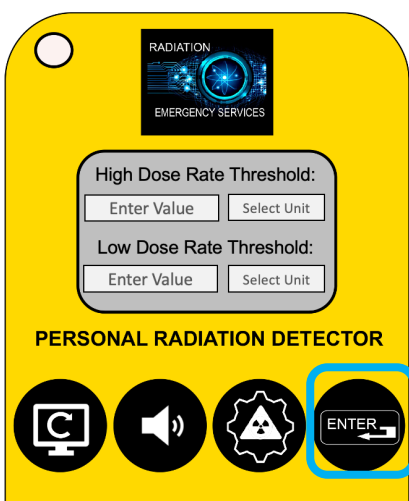 RADIATION
EMERGENCY SERVICES
High Dose Rate Threshold:
Enter Value Select Unit
Low Dose Rate Threshold:
Enter Value Select Unit
PERSONAL RADIATION DETECTOR
C
ENTER